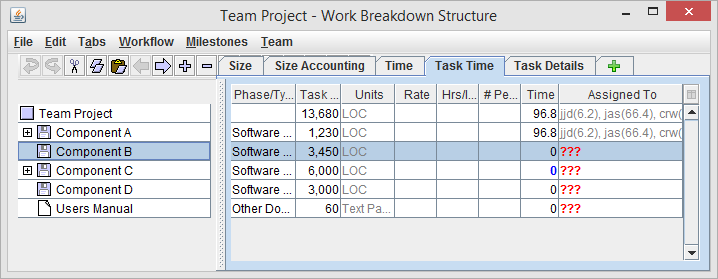 Team Project - Work Breakdown Structure
File Edit Tabs Workflow Milestones Team
Size Size Accounting Time Task Time Task Details
Phase/Ty... Task ... Units Rate Hrs/I... # Pe... Time Assigned To
Team Project 13,680 LOC 96.8 jjd(6.2), jas(66.4), crw(
Component A Software ... 1,230 LOC 96.8 jjd(6.2), jas(66.4), crw(
Component B Software ... 3,450 LOC 0 ???
Component C Software ... 6,000 LOC 0 ???
Component D Software ... 3,000 LOC 0 ???
Users Manual Other Do... 60 Text Pa... 0 ???